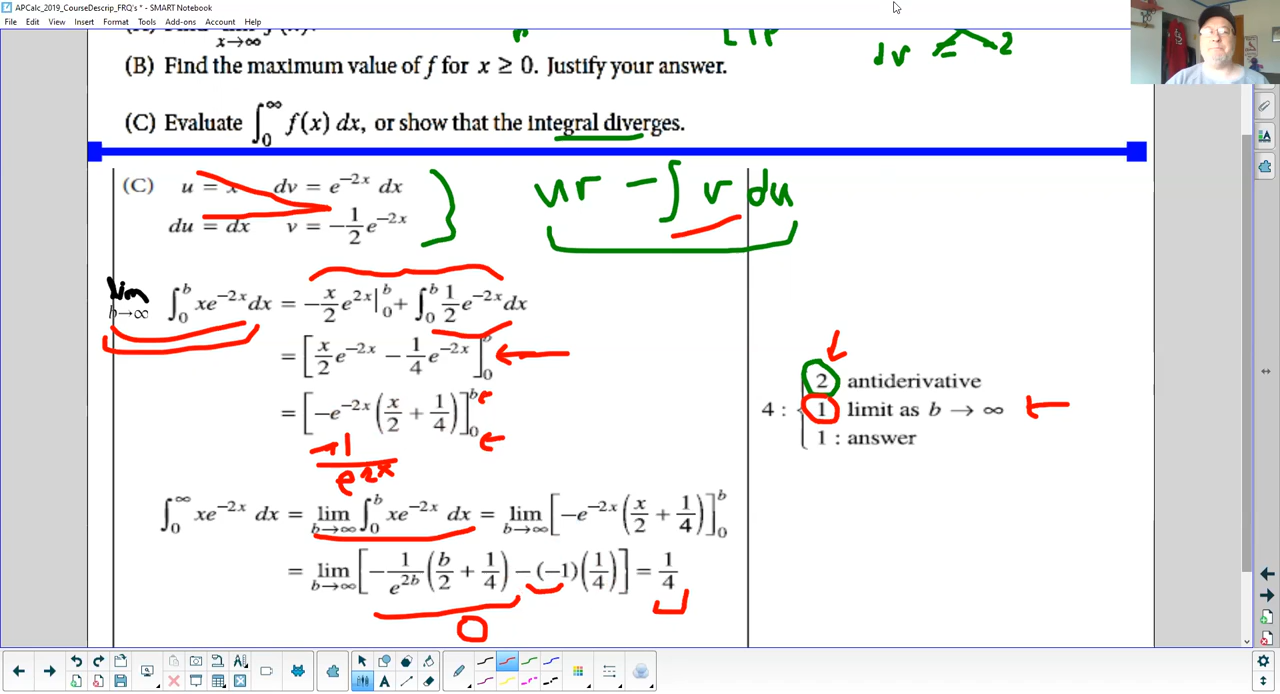 APCalc_2019_CourseDescrip_FRQ's * - SMART Notebook
File Edit View Insert Format Tools Add-ons Account Help
x→∞
dv = 2
(B) Find the maximum value of f for x ≥ 0. Justify your answer.
(C) Evaluate ∫₀^∞ f(x) dx, or show that the integral diverges.
(C) u = x dv = e^{-2x} dx
du = dx v = -1/2 e^{-2x}
uv - ∫ v du
lim b→∞ ∫₀^b xe^{-2x}dx = -x/2 e^{2x}|₀^b + ∫₀^b 1/2 e^{-2x}dx
= [x/2 e^{-2x} - 1/4 e^{-2x}]₀^b
= [-e^{-2x}(x/2 + 1/4)]₀^b
-1/e^{2x}
4 : { 2 antiderivative
1 limit as b → ∞
1 : answer
∫₀^∞ xe^{-2x} dx = lim b→∞ ∫₀^b xe^{-2x} dx = lim b→∞ [-e^{-2x}(x/2 + 1/4)]₀^b
= lim b→∞ [-1/e^{2b}(b/2 + 1/4) - (-1)(1/4)] = 1/4
0